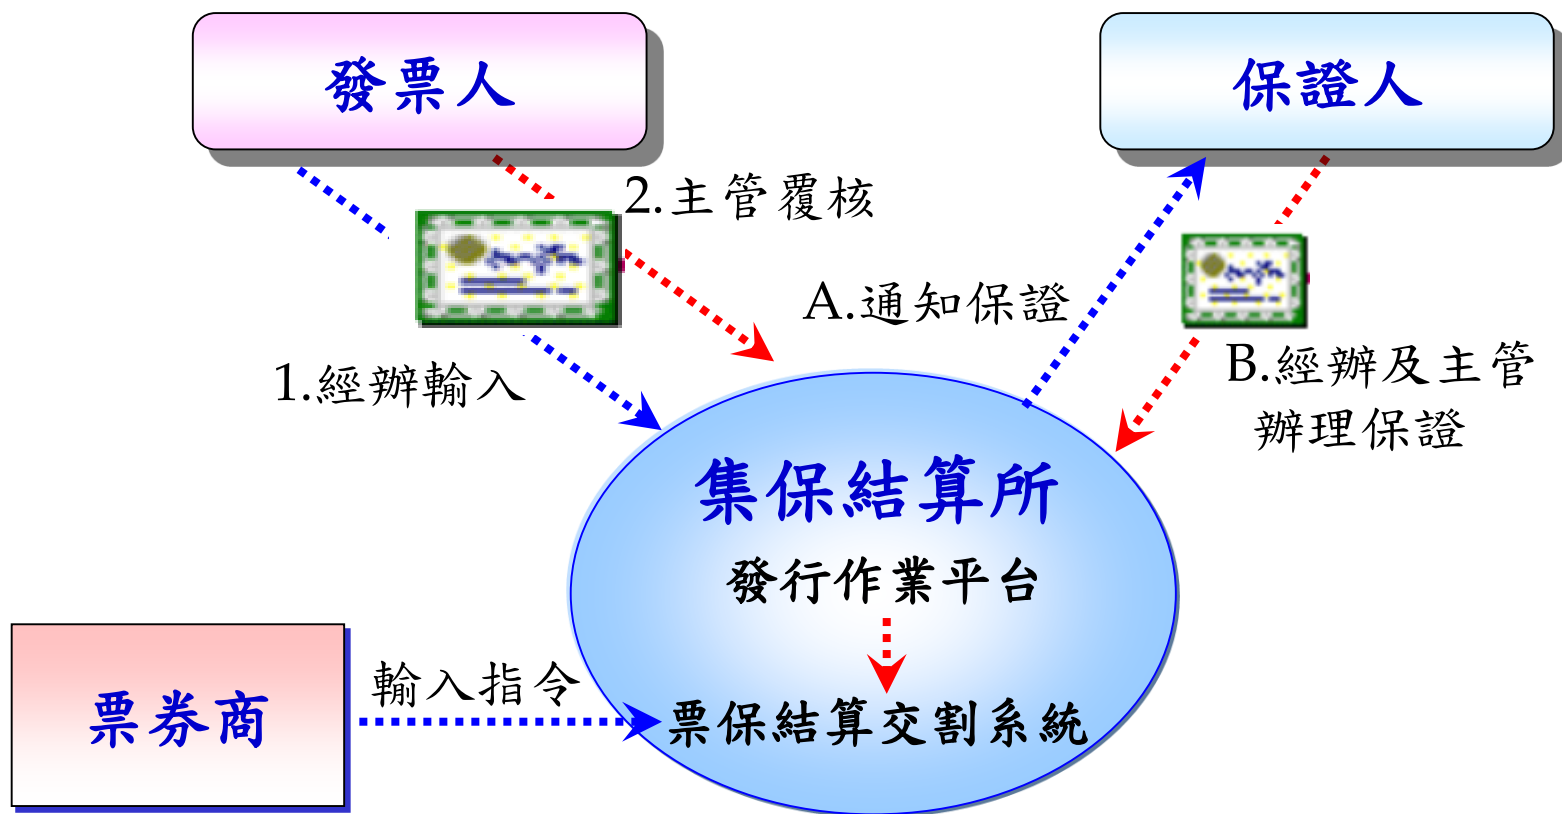 發票人
保證人
2.主管覆核
A.通知保證
1.經辦輸入
B.經辦及主管
辦理保證
集保結算所
發行作業平台
票券商
輸入指令
票保結算交割系統